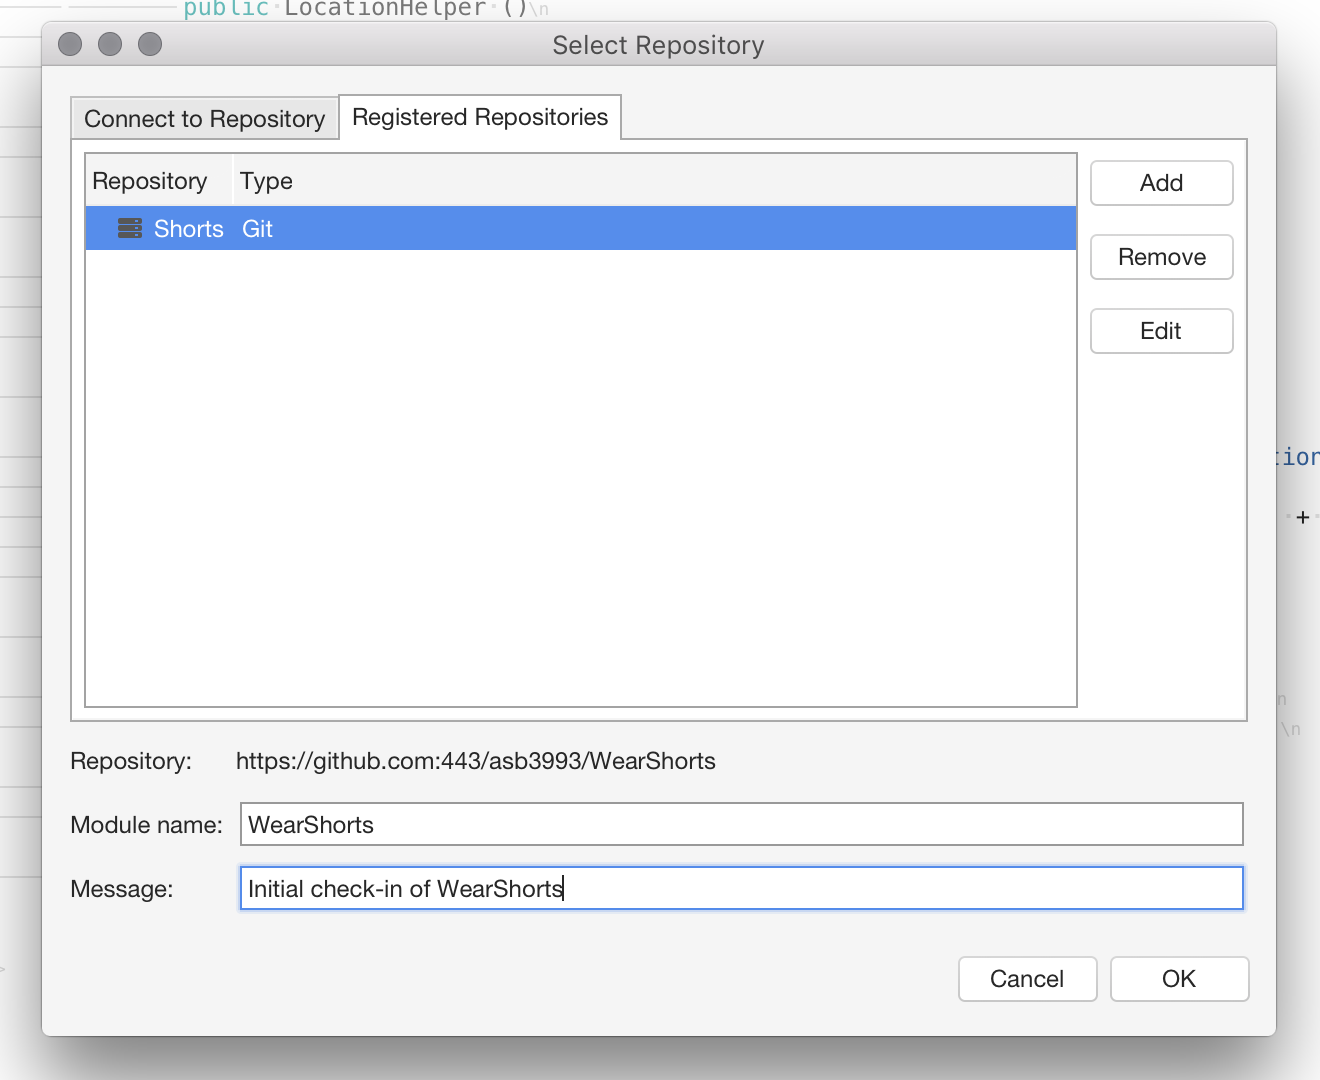 public LocationHelper ()\n
Select Repository
Connect to Repository Registered Repositories
Repository Type
Shorts Git
Add
Remove
Edit
tion
+
n
\n
Repository: https://github.com:443/asb3993/WearShorts
Module name: WearShorts
Message: Initial check-in of WearShorts
>
Cancel OK